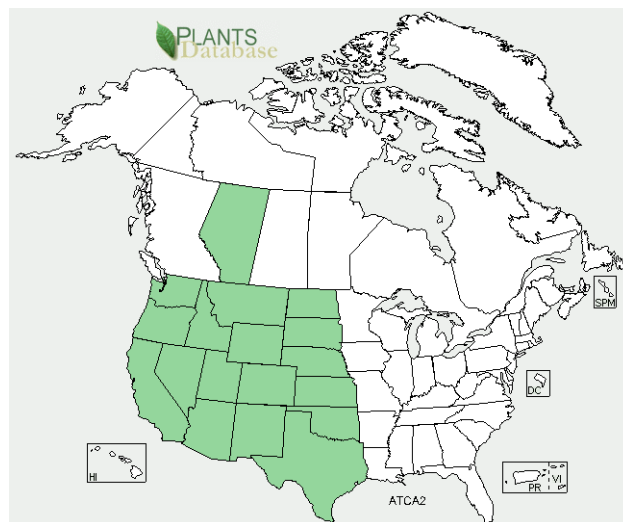 PLANTS
Database
SPM
DC
HI
PR
VI
ATCA2